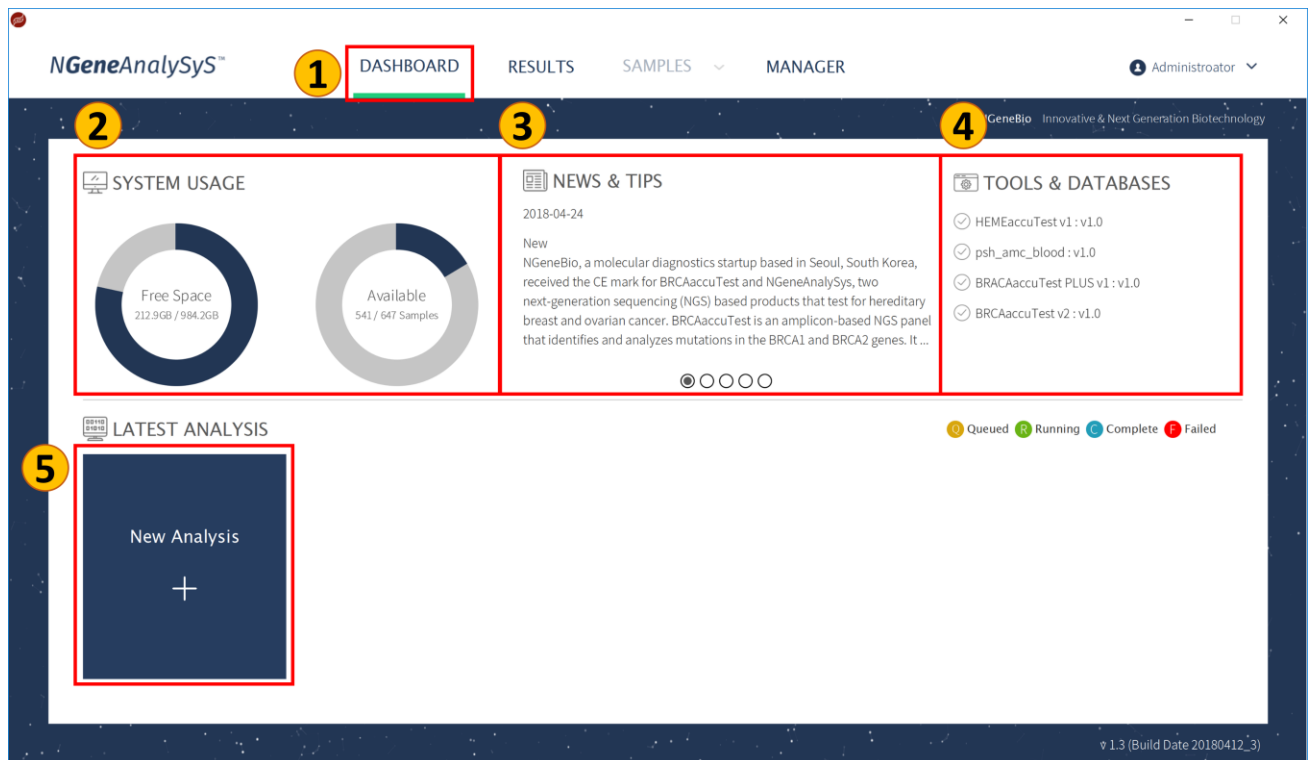 NGeneAnalySyS™
1
DASHBOARD
RESULTS
SAMPLES
MANAGER
Administroator
2
3
4
GeneBio Innovative & Next Generation Biotechnology
SYSTEM USAGE
Free Space
212.9GB / 984.2GB
Available
541 / 647 Samples
NEWS & TIPS
2018-04-24
New
NGeneBio, a molecular diagnostics startup based in Seoul, South Korea,
received the CE mark for BRCAaccuTest and NGeneAnalySys, two
next-generation sequencing (NGS) based products that test for hereditary
breast and ovarian cancer. BRCAaccuTest is an amplicon-based NGS panel
that identifies and analyzes mutations in the BRCA1 and BRCA2 genes. It ...
TOOLS & DATABASES
HEMEaccuTest v1 : v1.0
psh_amc_blood : v1.0
BRACAaccuTest PLUS v1 : v1.0
BRCAaccuTest v2 : v1.0
LATEST ANALYSIS
Q Queued R Running C Complete F Failed
5
New Analysis
v 1.3 (Build Date 20180412_3)